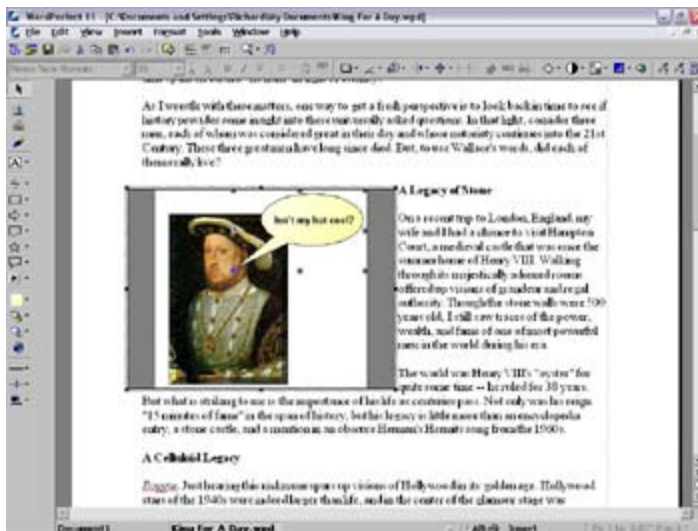 WordPerfect 11 - [C:\Documents and Settings\Richard\My Documents\King For A Day.wpd]
File Edit View Insert Format Tools Window Help
As I wrestle with these matters, one way to get a fresh perspective is to look back in time to see if
history provides some insight into these universally asked questions. In that light, consider three
men, each of whom was considered great in their day and whose notoriety continues into the 21st
Century. These three great men have long since died. But, to use Wallace's words, did each of
them really live?
A Legacy of Stone
Isn't my hat cool?
On a recent trip to London, England, my
wife and I had a chance to visit Hampton
Court, a medieval castle that was once the
summer home of Henry VIII. Walking
through its majestically adorned rooms
offered up visions of grandeur and regal
authority. Though the stone walls were 500
years old, I still saw traces of the power,
wealth, and fame of one of most powerful
men in the world during his era.
The world was Henry VIII's "oyster" for
quite some time -- he ruled for 38 years.
But what is striking to me is the impermanence of his life as centuries pass. Not only was his reign
"15 minutes of fame" in the span of history, but his legacy is little more than an encyclopedia
entry, a stone castle, and a mention in an obscure Herman's Hermits song from the 1960s.
A Celluloid Legacy
Bogart. Just hearing this nickname spurs up visions of Hollywood in its golden age. Hollywood
stars of the 1940s were indeed larger than life, and in the center of the glamour stage was
Document1 King For A Day.wpd Insert